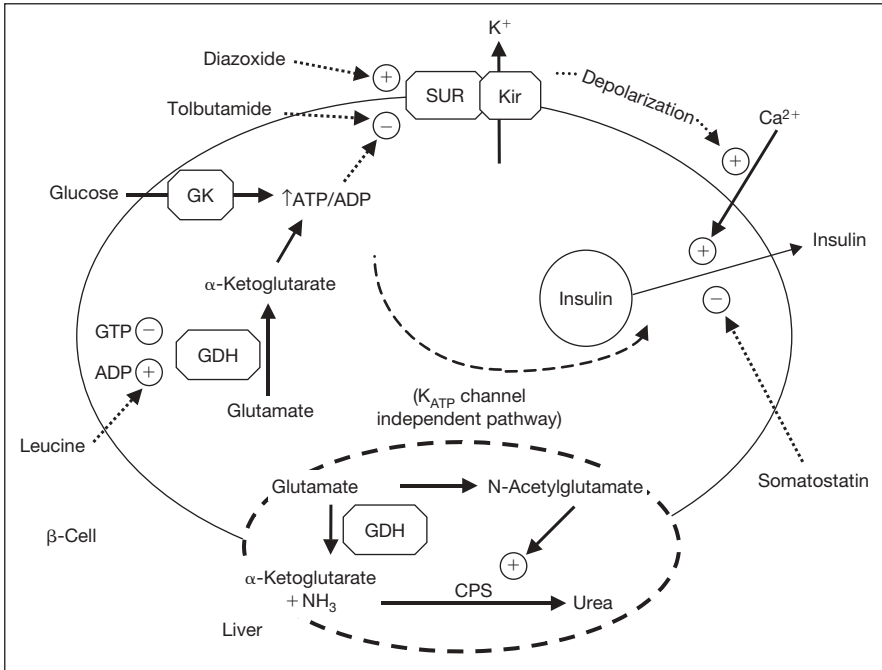 K+
Diazoxide
+
SUR
Kir
Depolarization
Tolbutamide
−
Ca2+
+
Glucose
GK
↑ATP/ADP
+
Insulin
α-Ketoglutarate
Insulin
−
GTP −
GDH
ADP +
Glutamate
(KATP channel
independent pathway)
Leucine
Somatostatin
Glutamate
N-Acetylglutamate
GDH
β-Cell
+
α-Ketoglutarate
+ NH3
CPS
Urea
Liver